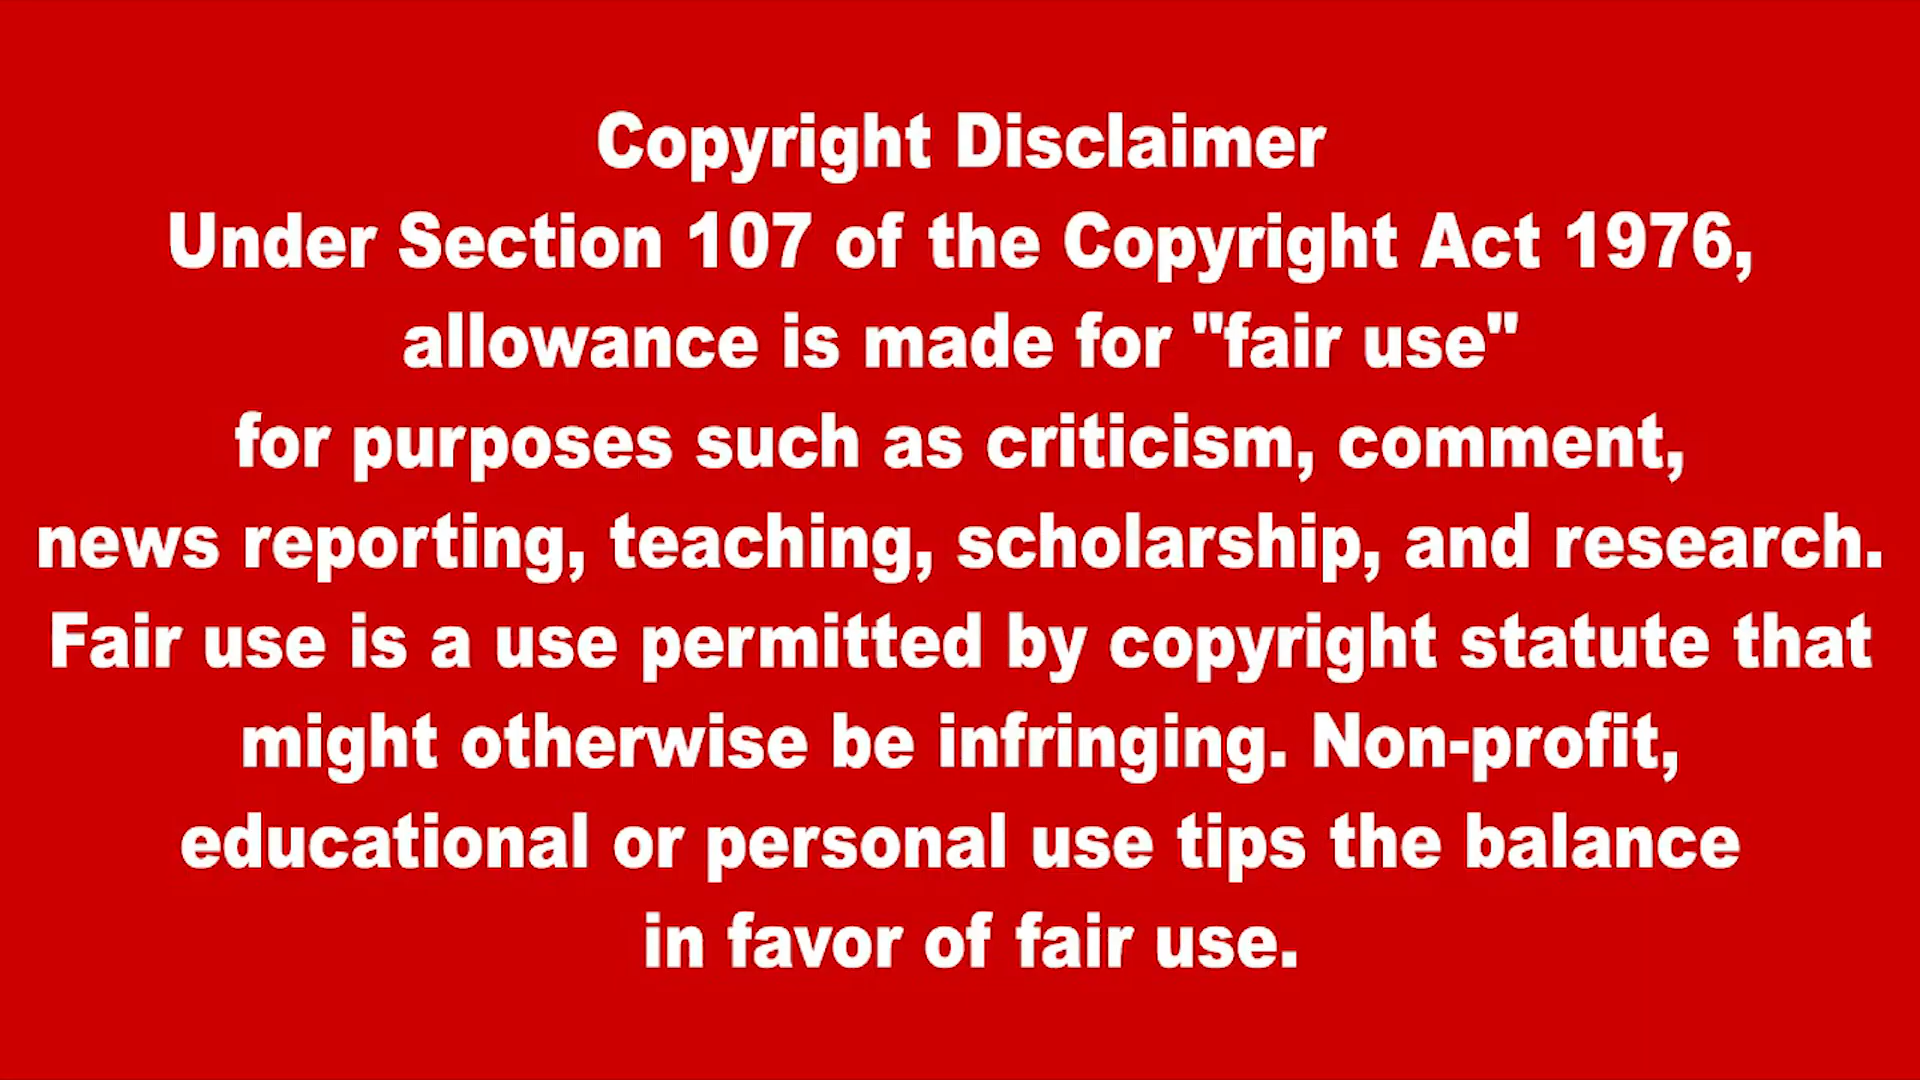 Copyright Disclaimer
Under Section 107 of the Copyright Act 1976,
allowance is made for "fair use"
for purposes such as criticism, comment,
news reporting, teaching, scholarship, and research.
Fair use is a use permitted by copyright statute that
might otherwise be infringing. Non-profit,
educational or personal use tips the balance
in favor of fair use.